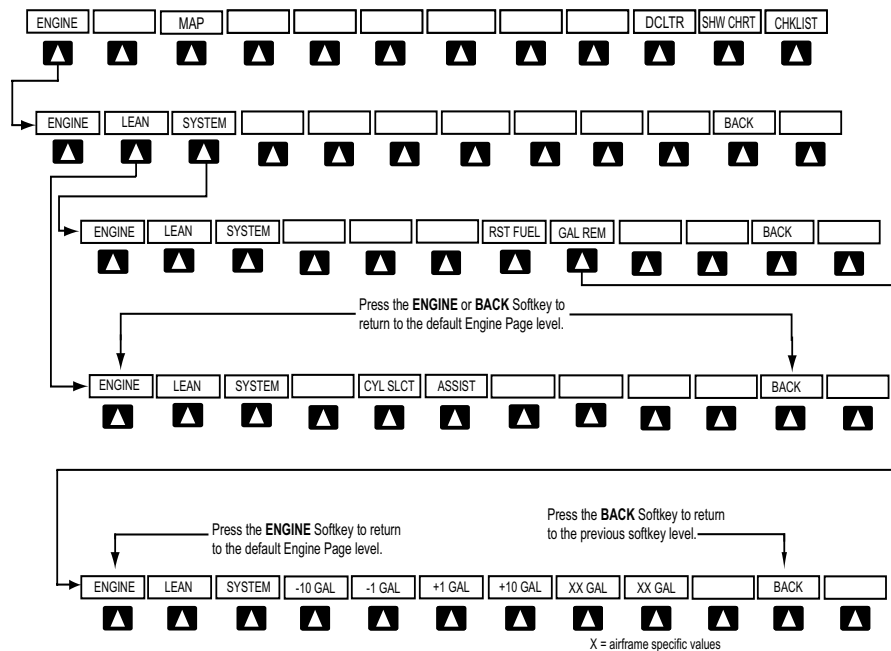 ENGINE MAP DCLTR SHW CHRT CHKLIST
ENGINE LEAN SYSTEM BACK
ENGINE LEAN SYSTEM RST FUEL GAL REM BACK
Press the ENGINE or BACK Softkey to
return to the default Engine Page level.
ENGINE LEAN SYSTEM CYL SLCT ASSIST BACK
Press the ENGINE Softkey to return
to the default Engine Page level.
Press the BACK Softkey to return
to the previous softkey level.
ENGINE LEAN SYSTEM -10 GAL -1 GAL +1 GAL +10 GAL XX GAL XX GAL BACK
X = airframe specific values